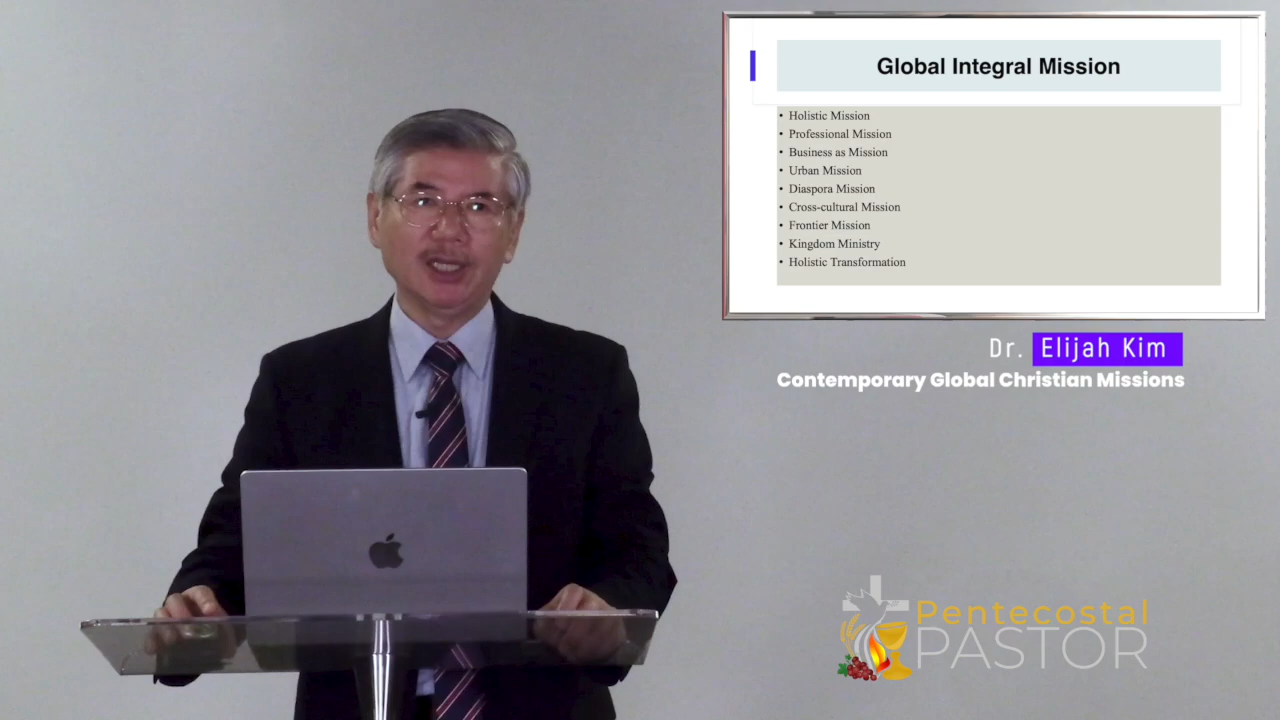 Global Integral Mission
• Holistic Mission
• Professional Mission
• Business as Mission
• Urban Mission
• Diaspora Mission
• Cross-cultural Mission
• Frontier Mission
• Kingdom Ministry
• Holistic Transformation
Dr. Elijah Kim
Contemporary Global Christian Missions
Pentecostal
PASTOR